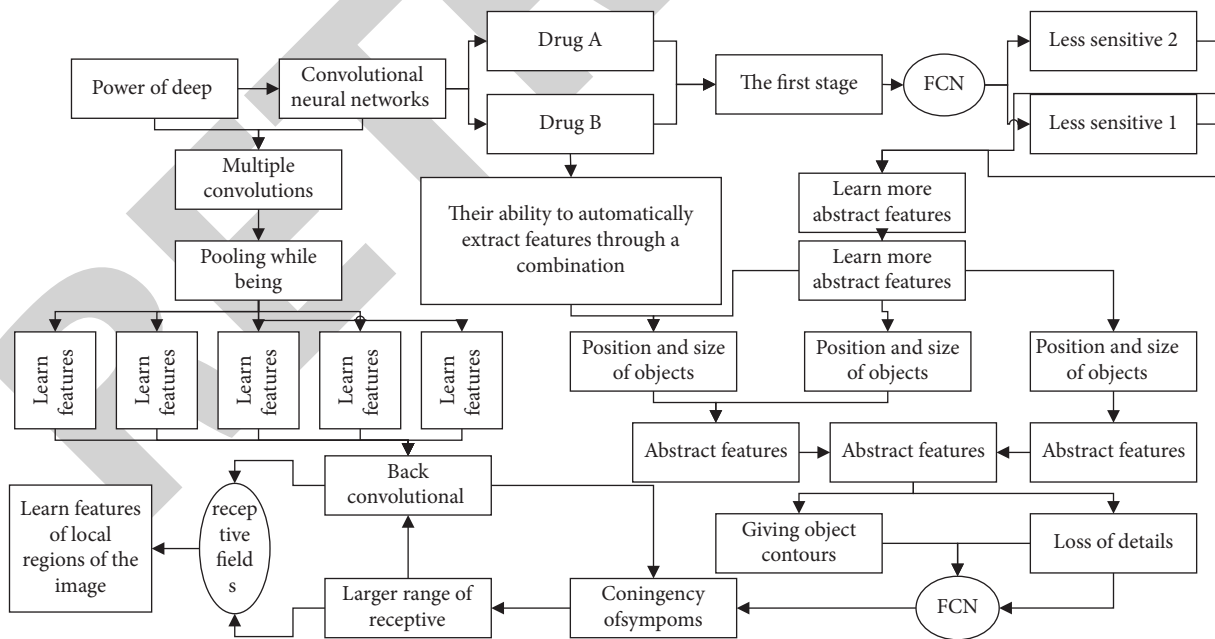 Power of deep
Convolutional
neural networks
Drug A
Drug B
The first stage
FCN
Less sensitive 2
Less sensitive 1
Multiple
convolutions
Pooling while
being
Their ability to automatically
extract features through a
combination
Learn more
abstract features
Learn more
abstract features
Learn
features
Learn
features
Learn
features
Learn
features
Learn
features
Position and size
of objects
Position and size
of objects
Position and size
of objects
Abstract features
Abstract features
Abstract features
Back
convolutional
Learn features
of local
regions of the
image
recep
tive
field
s
Larger range of
receptive
Coningency
ofsympoms
Giving object
contours
Loss of details
FCN